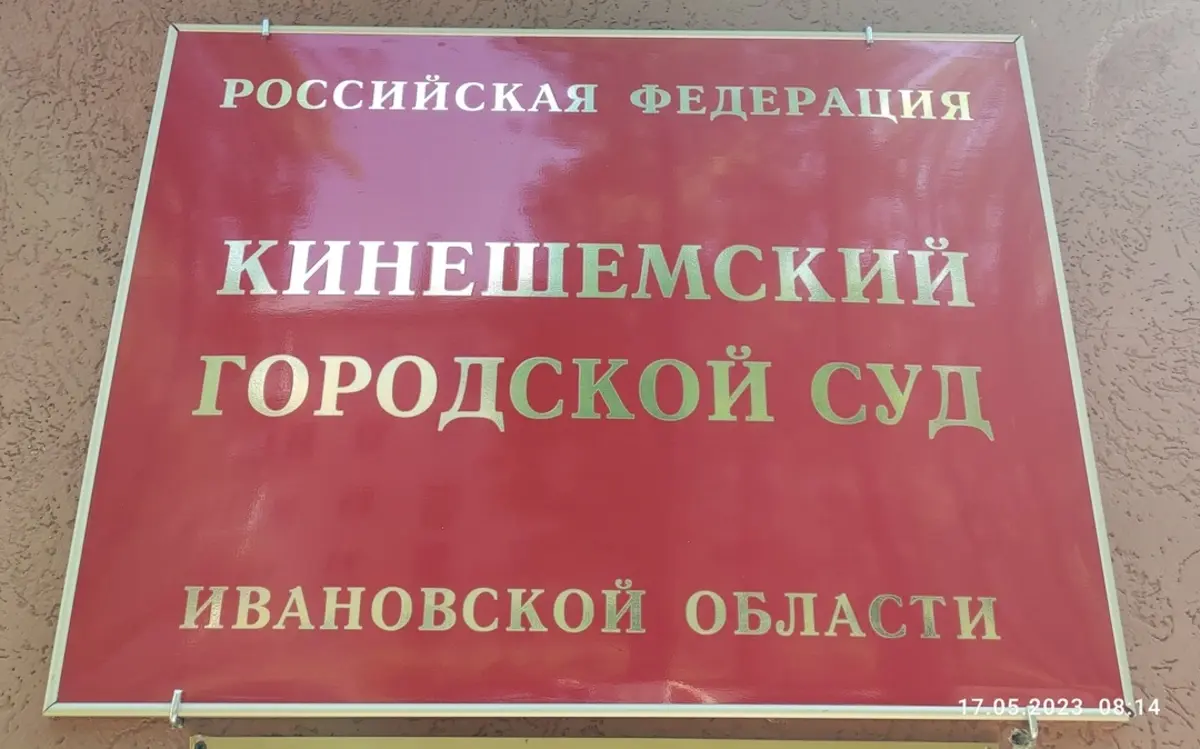 РОССИЙСКАЯ ФЕДЕРАЦИЯ
КИНЕШЕМСКИЙ
ГОРОДСКОЙ СУД
ИВАНОВСКОЙ ОБЛАСТИ
17.05.2023 08:14